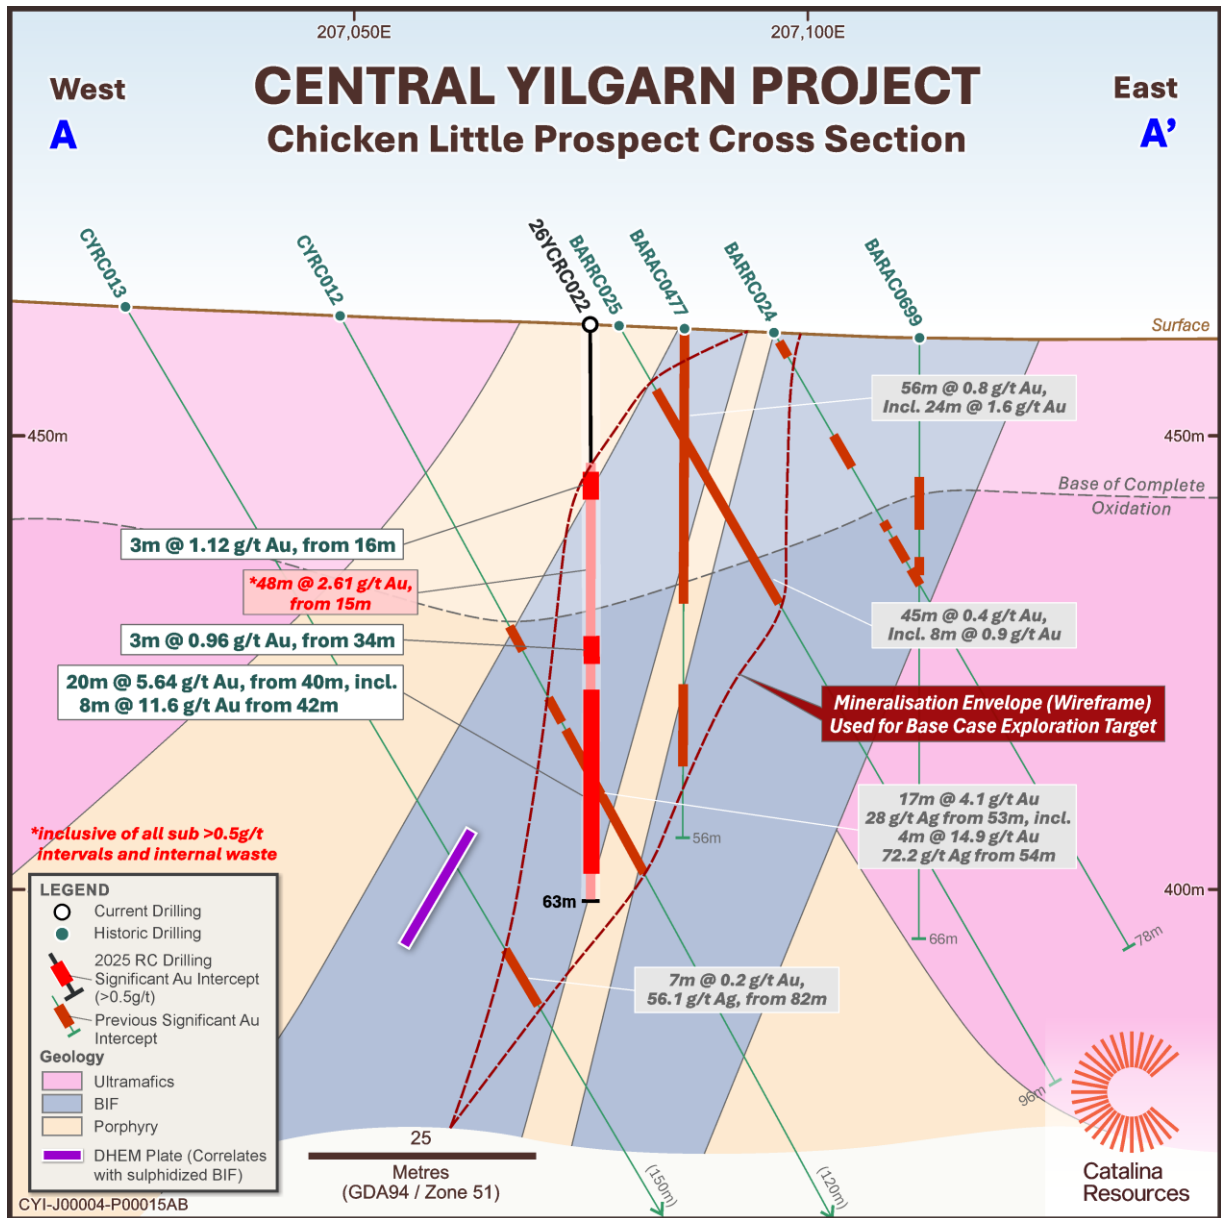 207,050E
207,100E
West
CENTRAL YILGARN PROJECT
East
A
Chicken Little Prospect Cross Section
A’
CYRC013
CYRC012
26YCRC022
BARRC025
BARAC0477
BARRC024
BARAC0699
Surface
56m @ 0.8 g/t Au,
Incl. 24m @ 1.6 g/t Au
450m
450m
Base of Complete
Oxidation
3m @ 1.12 g/t Au, from 16m
*48m @ 2.61 g/t Au,
from 15m
3m @ 0.96 g/t Au, from 34m
45m @ 0.4 g/t Au,
Incl. 8m @ 0.9 g/t Au
20m @ 5.64 g/t Au, from 40m, incl.
8m @ 11.6 g/t Au from 42m
Mineralisation Envelope (Wireframe)
Used for Base Case Exploration Target
17m @ 4.1 g/t Au
28 g/t Ag from 53m, incl.
4m @ 14.9 g/t Au
72.2 g/t Ag from 54m
56m
*inclusive of all sub >0.5g/t
intervals and internal waste
63m
400m
66m
78m
7m @ 0.2 g/t Au,
56.1 g/t Ag, from 82m
96m
LEGEND
Current Drilling
Historic Drilling
2025 RC Drilling
Significant Au Intercept
(>0.5g/t)
Previous Significant Au
Intercept
Geology
Ultramafics
BIF
Porphyry
DHEM Plate (Correlates
with sulphidized BIF)
25
Metres
(GDA94 / Zone 51)
(150m)
(120m)
Catalina
Resources
CYI-J00004-P00015AB